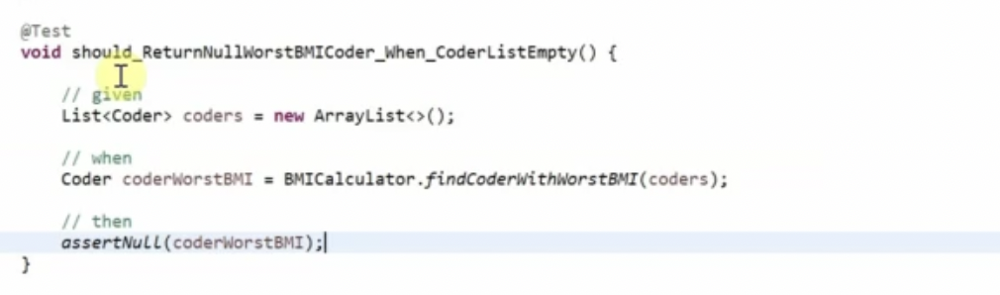 @Test
void should_ReturnNullWorstBMICoder_When_CoderListEmpty() {
// given
List<Coder> coders = new ArrayList<>();
// when
Coder coderWorstBMI = BMICalculator.findCoderWithWorstBMI(coders);
// then
assertNull(coderWorstBMI);
}